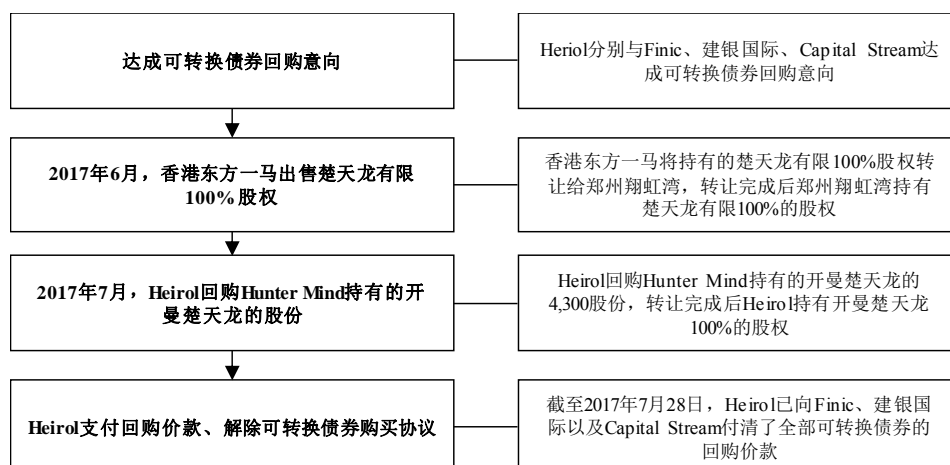 达成可转换债券回购意向
Heriol分别与Finic、建银国际、Capital Stream达
成可转换债券回购意向
2017年6月，香港东方一马出售楚天龙有限
100%股权
香港东方一马将持有的楚天龙有限100%股权转
让给郑州翔虹湾，转让完成后郑州翔虹湾持有
楚天龙有限100%的股权
2017年7月，Heirol回购Hunter Mind持有的开
曼楚天龙的股份
Heirol回购Hunter Mind持有的开曼楚天龙的
4,300股份，转让完成后Heirol持有开曼楚天龙
100%的股权
Heirol支付回购价款、解除可转换债券购买协议
截至2017年7月28日，Heirol已向Finic、建银国
际以及Capital Stream付清了全部可转换债券的
回购价款